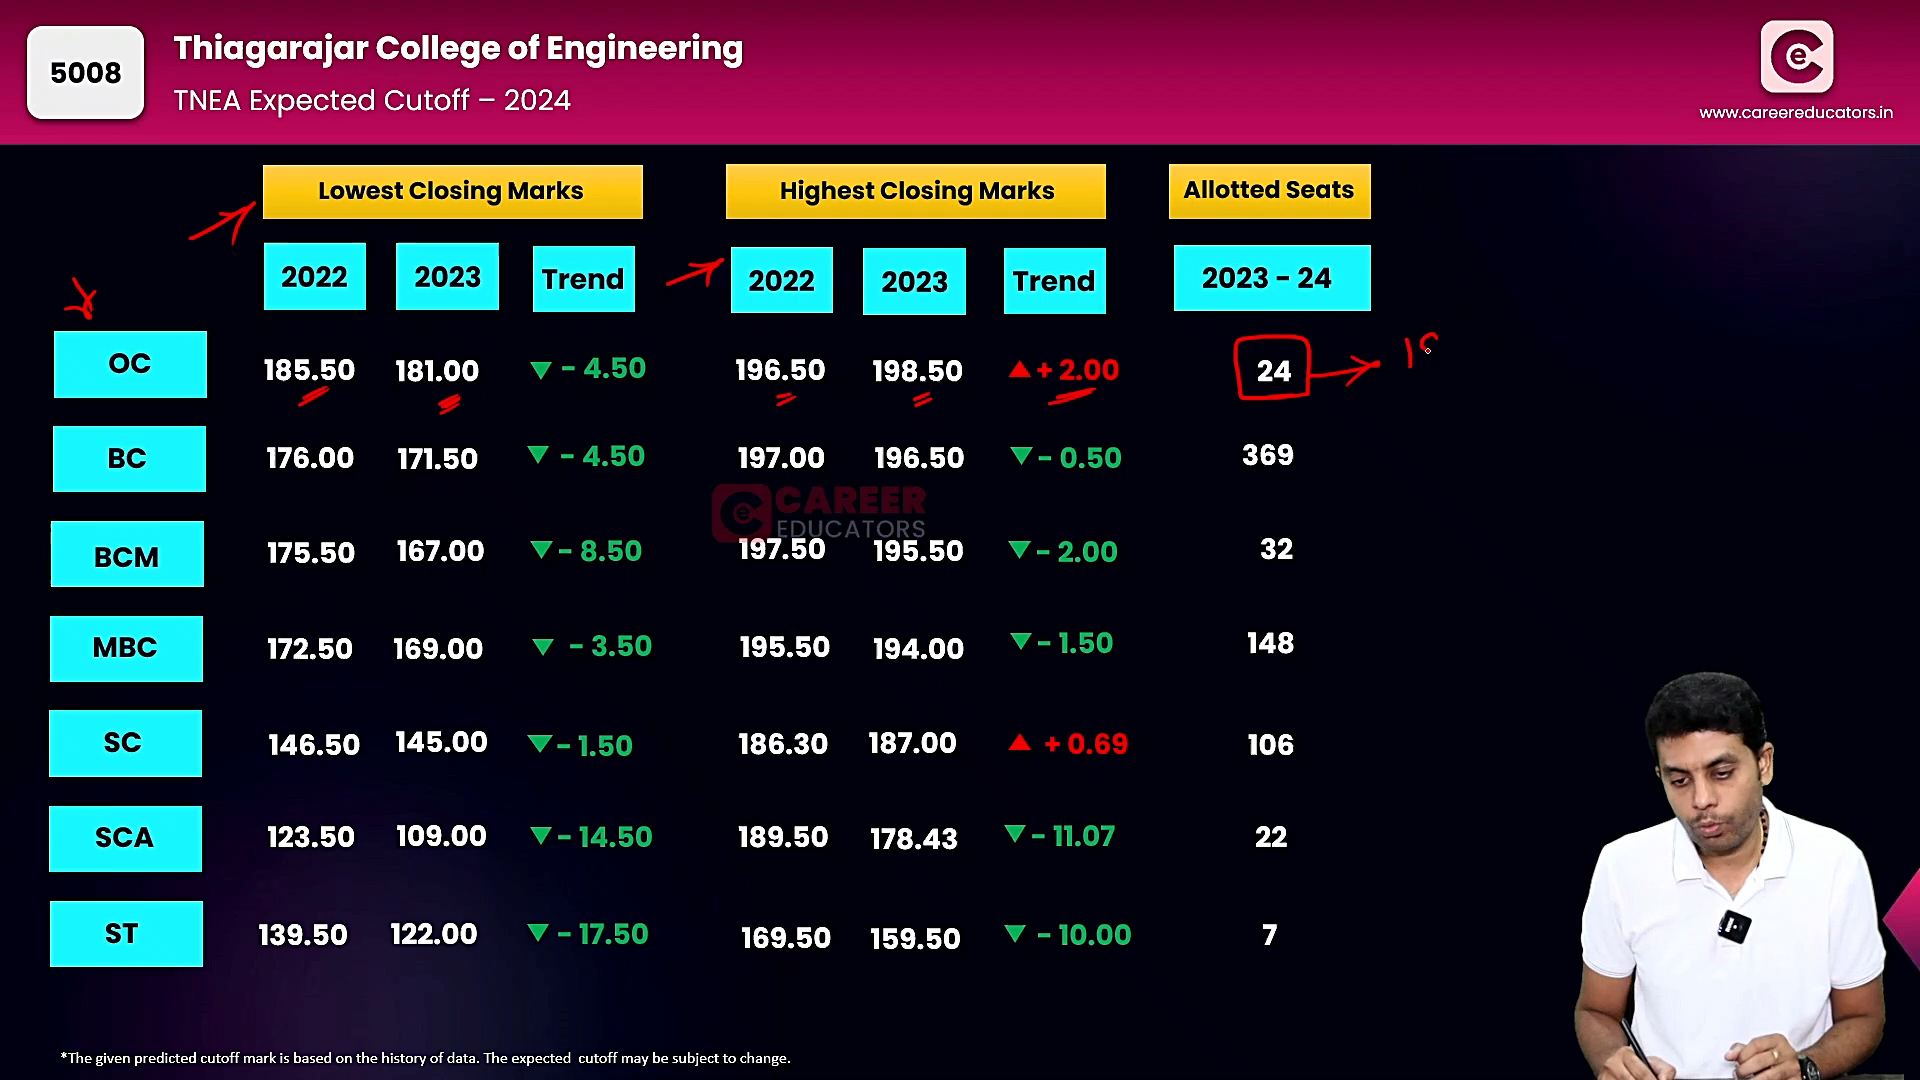 5008
Thiagarajar College of Engineering
TNEA Expected Cutoff – 2024
www.careereducators.in
Lowest Closing Marks
Highest Closing Marks
Allotted Seats
2022 2023 Trend 2022 2023 Trend 2023 - 24
OC 185.50 181.00 ▼ - 4.50 196.50 198.50 ▲ + 2.00 24
BC 176.00 171.50 ▼ - 4.50 197.00 196.50 ▼ - 0.50 369
CAREER
EDUCATORS
BCM 175.50 167.00 ▼ - 8.50 197.50 195.50 ▼ - 2.00 32
MBC 172.50 169.00 ▼ - 3.50 195.50 194.00 ▼ - 1.50 148
SC 146.50 145.00 ▼ - 1.50 186.30 187.00 ▲ + 0.69 106
SCA 123.50 109.00 ▼ - 14.50 189.50 178.43 ▼ - 11.07 22
ST 139.50 122.00 ▼ - 17.50 169.50 159.50 ▼ - 10.00 7
*The given predicted cutoff mark is based on the history of data. The expected cutoff may be subject to change.